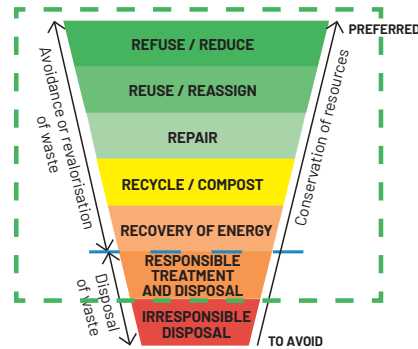 PREFERRED
REFUSE / REDUCE
REUSE / REASSIGN
REPAIR
RECYCLE / COMPOST
RECOVERY OF ENERGY
RESPONSIBLE
TREATMENT
AND DISPOSAL
IRRESPONSIBLE
DISPOSAL
TO AVOID
Avoidance or revalorisation
of waste
Disposal
of waste
Conservation of resources